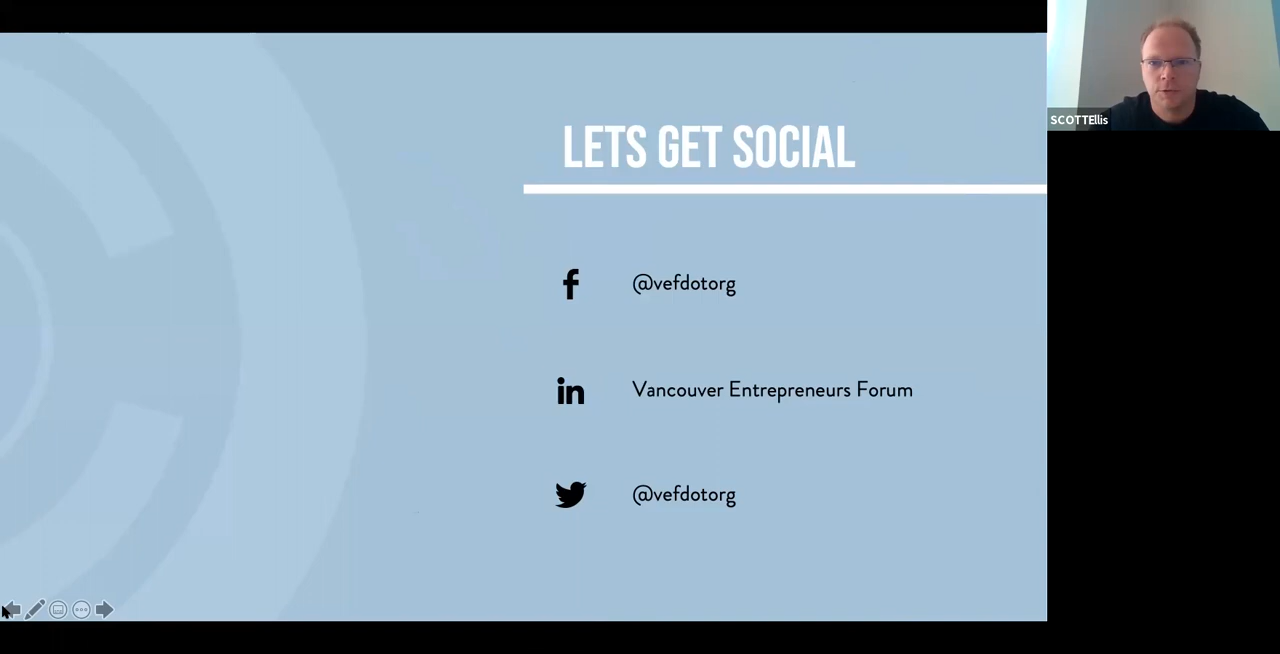 LETS GET SOCIAL
SCOTTEllis
@vefdotorg
Vancouver Entrepreneurs Forum
@vefdotorg